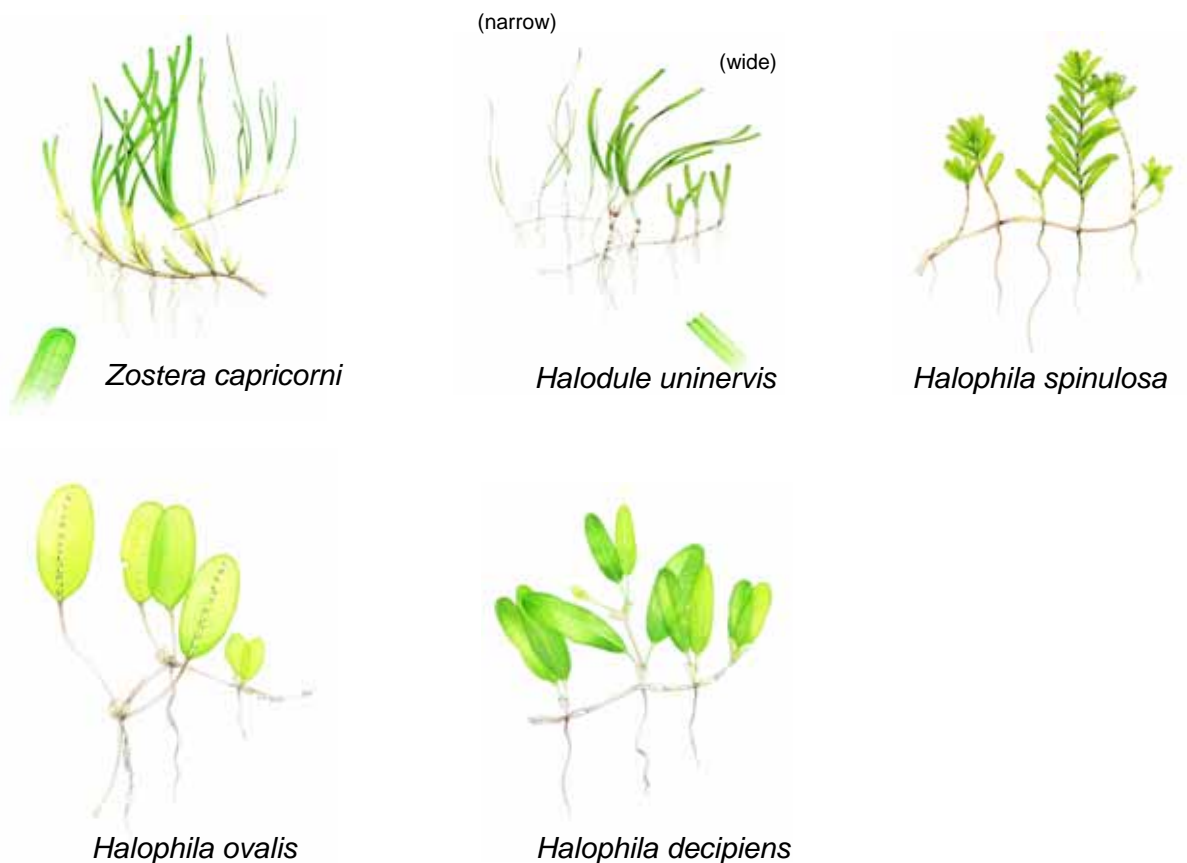 (narrow)
(wide)
Zostera capricorni
Halodule uninervis
Halophila spinulosa
Halophila ovalis
Halophila decipiens